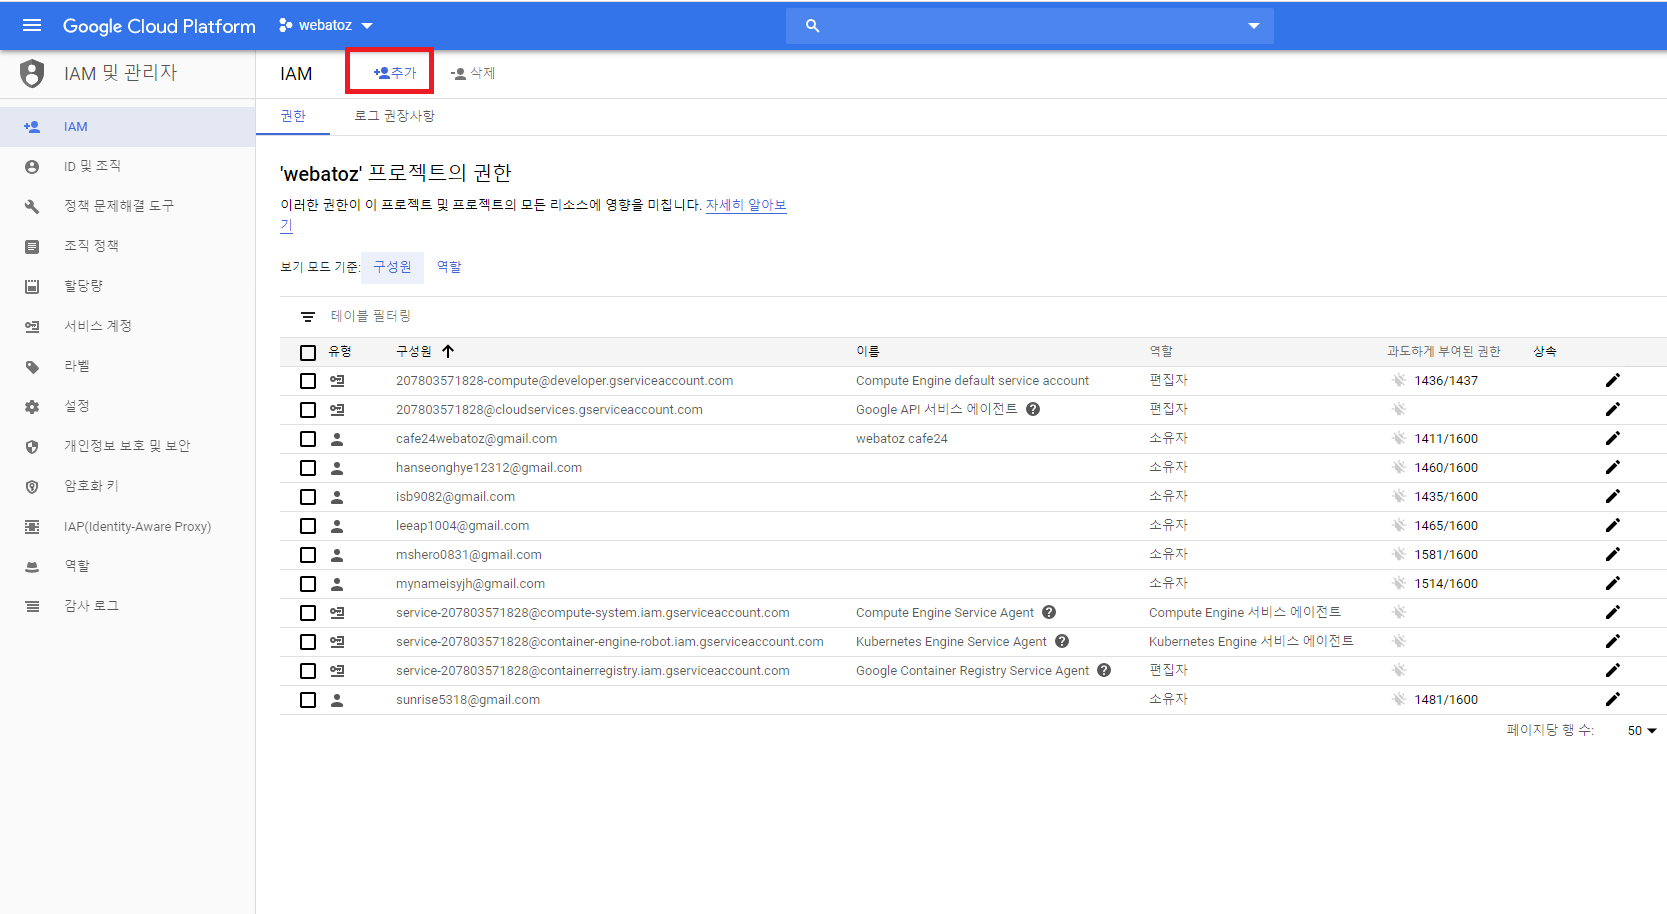 Google Cloud Platform
webatoz
IAM 및 관리자
IAM
추가
삭제
IAM
ID 및 조직
정책 문제해결 도구
조직 정책
할당량
서비스 계정
라벨
설정
개인정보 보호 및 보안
암호화 키
IAP(Identity-Aware Proxy)
역할
감사 로그
권한
로그 권장사항
'webatoz' 프로젝트의 권한
이러한 권한이 이 프로젝트 및 프로젝트의 모든 리소스에 영향을 미칩니다. 자세히 알아보
기
보기 모드 기준: 구성원 역할
테이블 필터링
유형 구성원 이름 역할 과도하게 부여된 권한 상속
207803571828-compute@developer.gserviceaccount.com Compute Engine default service account 편집자 1436/1437
207803571828@cloudservices.gserviceaccount.com Google API 서비스 에이전트 편집자
cafe24webatoz@gmail.com webatoz cafe24 소유자 1411/1600
hanseonghye12312@gmail.com 소유자 1460/1600
isb9082@gmail.com 소유자 1435/1600
leeap1004@gmail.com 소유자 1465/1600
mshero0831@gmail.com 소유자 1581/1600
mynameisyjh@gmail.com 소유자 1514/1600
service-207803571828@compute-system.iam.gserviceaccount.com Compute Engine Service Agent Compute Engine 서비스 에이전트
service-207803571828@container-engine-robot.iam.gserviceaccount.com Kubernetes Engine Service Agent Kubernetes Engine 서비스 에이전트
service-207803571828@containerregistry.iam.gserviceaccount.com Google Container Registry Service Agent 편집자
sunrise5318@gmail.com 소유자 1481/1600
페이지당 행 수: 50